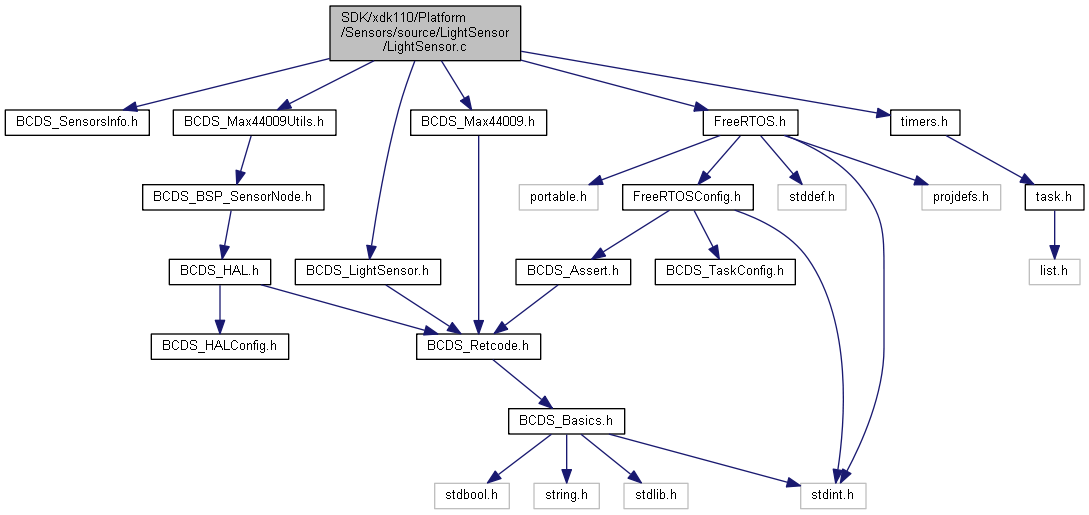 SDK/xdk110/Platform
/Sensors/source/LightSensor
/LightSensor.c
BCDS_SensorsInfo.h
BCDS_Max44009Utils.h
BCDS_Max44009.h
FreeRTOS.h
timers.h
BCDS_BSP_SensorNode.h
portable.h
FreeRTOSConfig.h
stddef.h
projdefs.h
task.h
BCDS_HAL.h
BCDS_LightSensor.h
BCDS_Assert.h
BCDS_TaskConfig.h
list.h
BCDS_HALConfig.h
BCDS_Retcode.h
BCDS_Basics.h
stdbool.h
string.h
stdlib.h
stdint.h